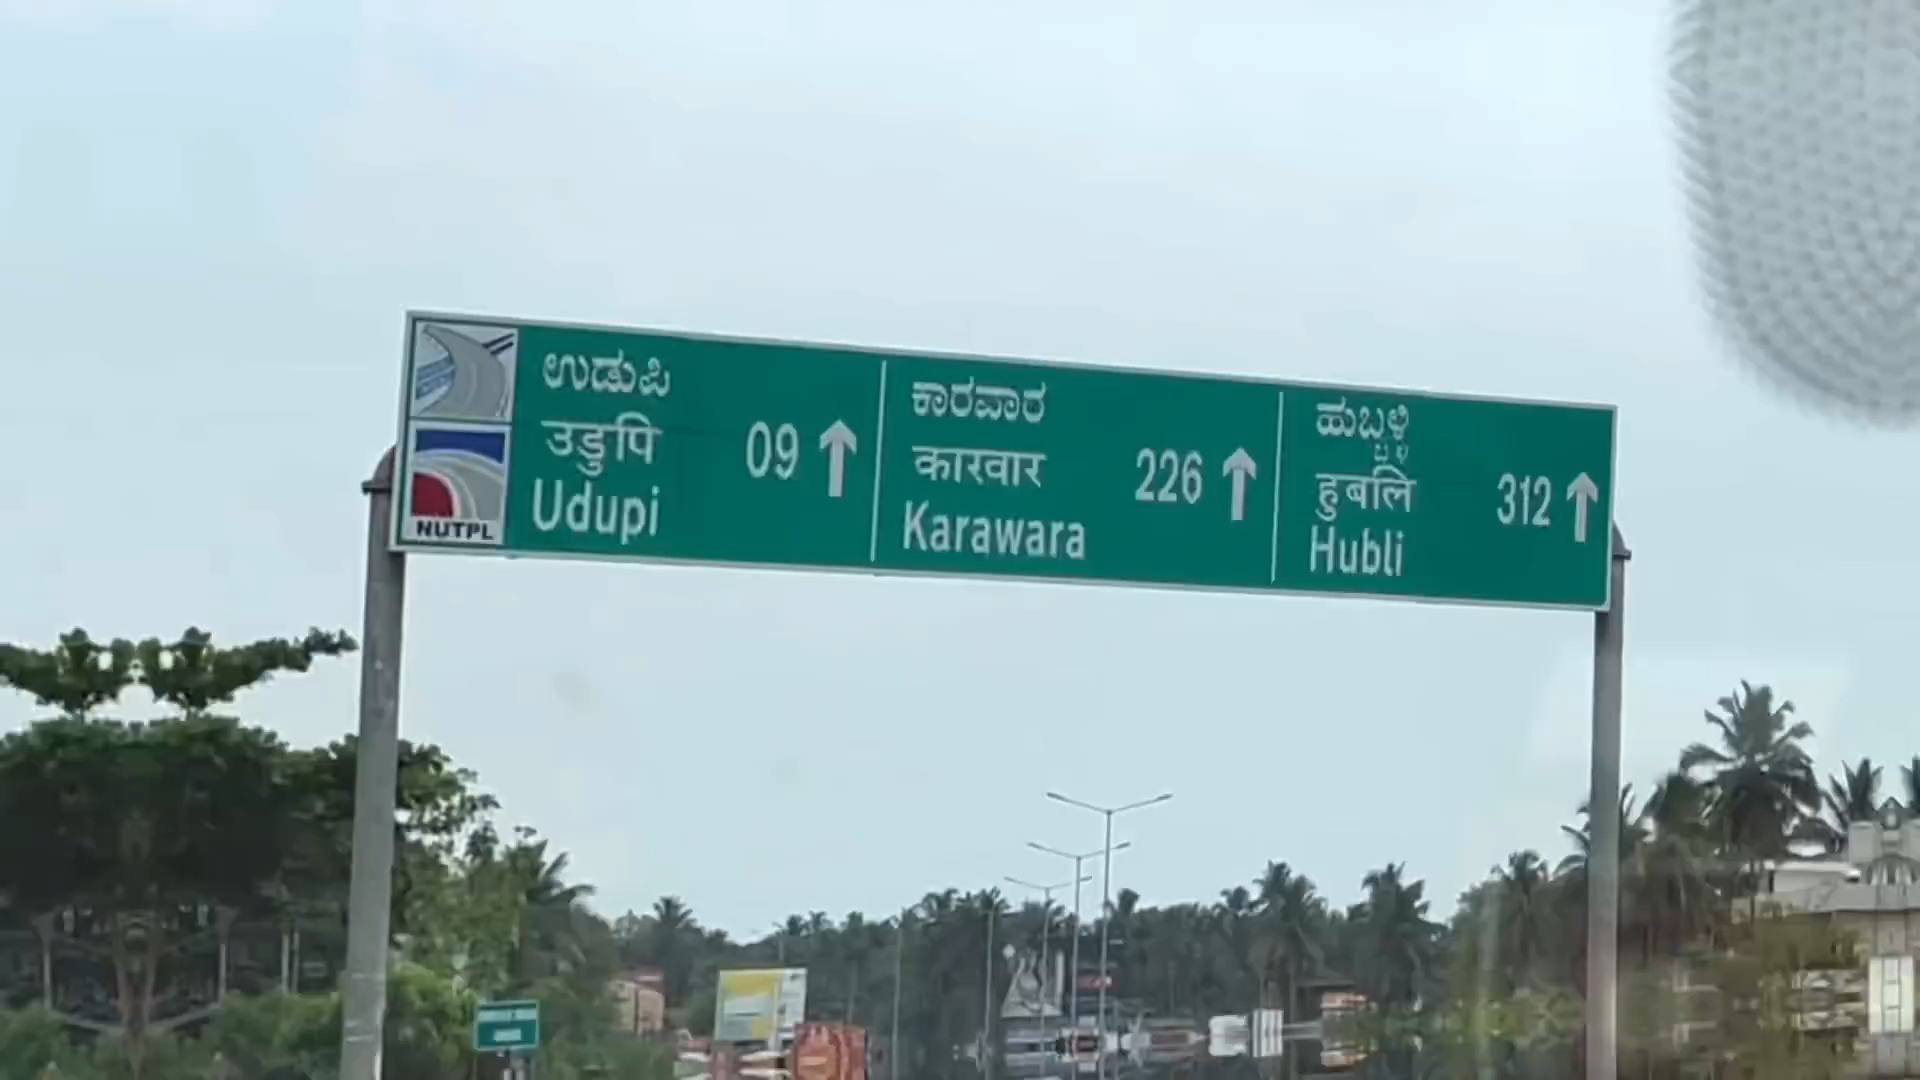 ಉಡುಪಿ
उडुपि
Udupi
09
ಕಾರವಾರ
कारवार
Karawara
226
ಹುಬ್ಬಳ್ಳಿ
हुबलि
Hubli
312
NUTPL